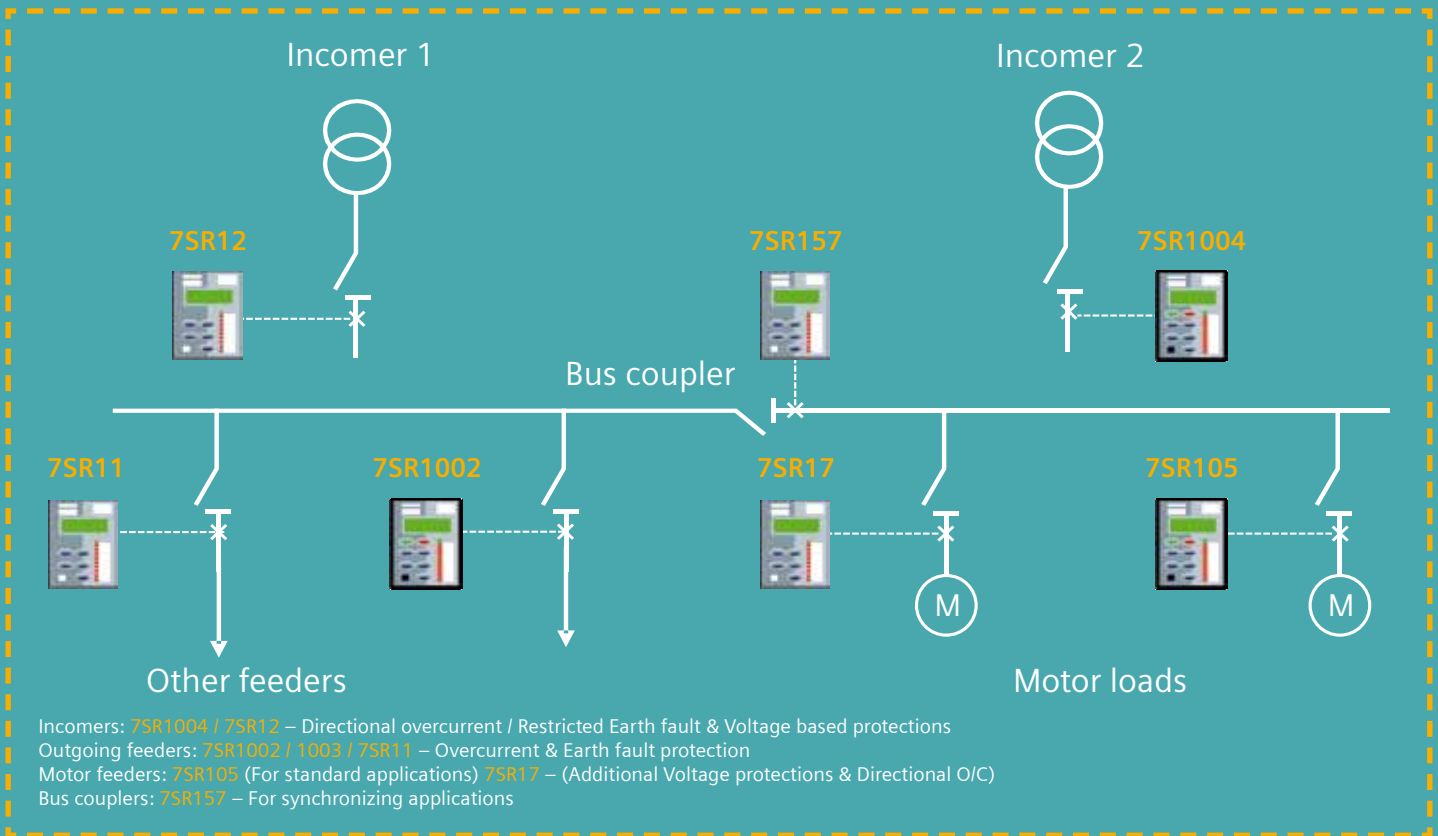 Incomer 1
Incomer 2
7SR12
7SR157
7SR1004
Bus coupler
7SR11
7SR1002
7SR17
7SR105
M
M
Other feeders
Motor loads
Incomers: 7SR1004 / 7SR12 – Directional overcurrent / Restricted Earth fault & Voltage based protections
Outgoing feeders: 7SR1002 / 1003 / 7SR11 – Overcurrent & Earth fault protection
Motor feeders: 7SR105 (For standard applications) 7SR17 – (Additional Voltage protections & Directional O/C)
Bus couplers: 7SR157 – For synchronizing applications